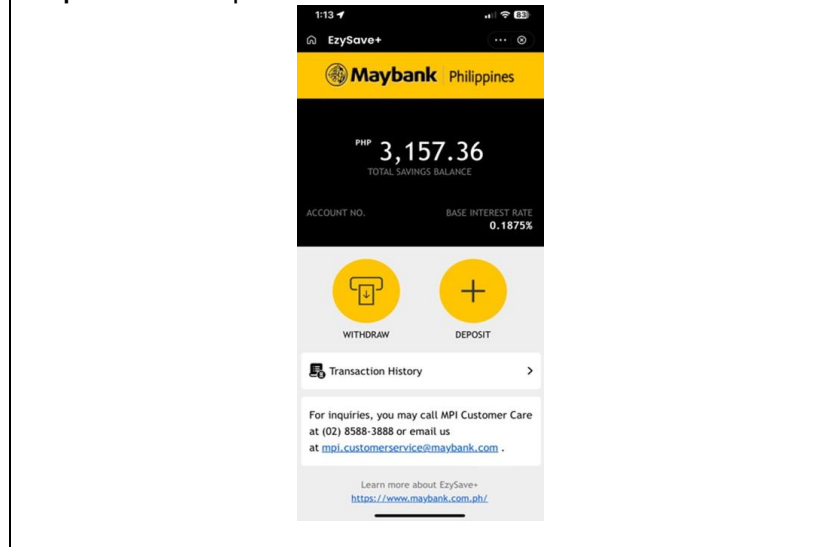 1:13
63
EzySave+
Maybank Philippines
PHP 3,157.36
TOTAL SAVINGS BALANCE
ACCOUNT NO. BASE INTEREST RATE
0.1875%
WITHDRAW DEPOSIT
Transaction History
For inquiries, you may call MPI Customer Care
at (02) 8588-3888 or email us
at mpi.customerservice@maybank.com .
Learn more about EzySave+
https://www.maybank.com.ph/